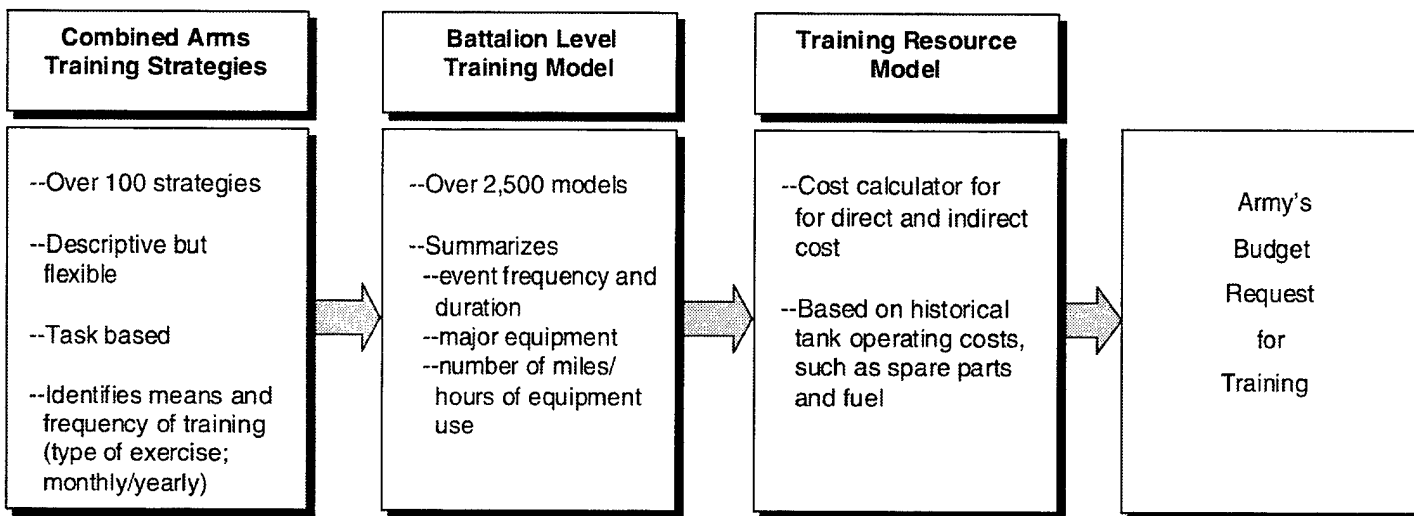 Combined Arms
Training Strategies
--Over 100 strategies
--Descriptive but
flexible
--Task based
--Identifies means and
frequency of training
(type of exercise;
monthly/yearly)
Battalion Level
Training Model
--Over 2,500 models
--Summarizes
--event frequency and
duration
--major equipment
--number of miles/
hours of equipment
use
Training Resource
Model
--Cost calculator for
for direct and indirect
cost
--Based on historical
tank operating costs,
such as spare parts
and fuel
Army's
Budget
Request
for
Training